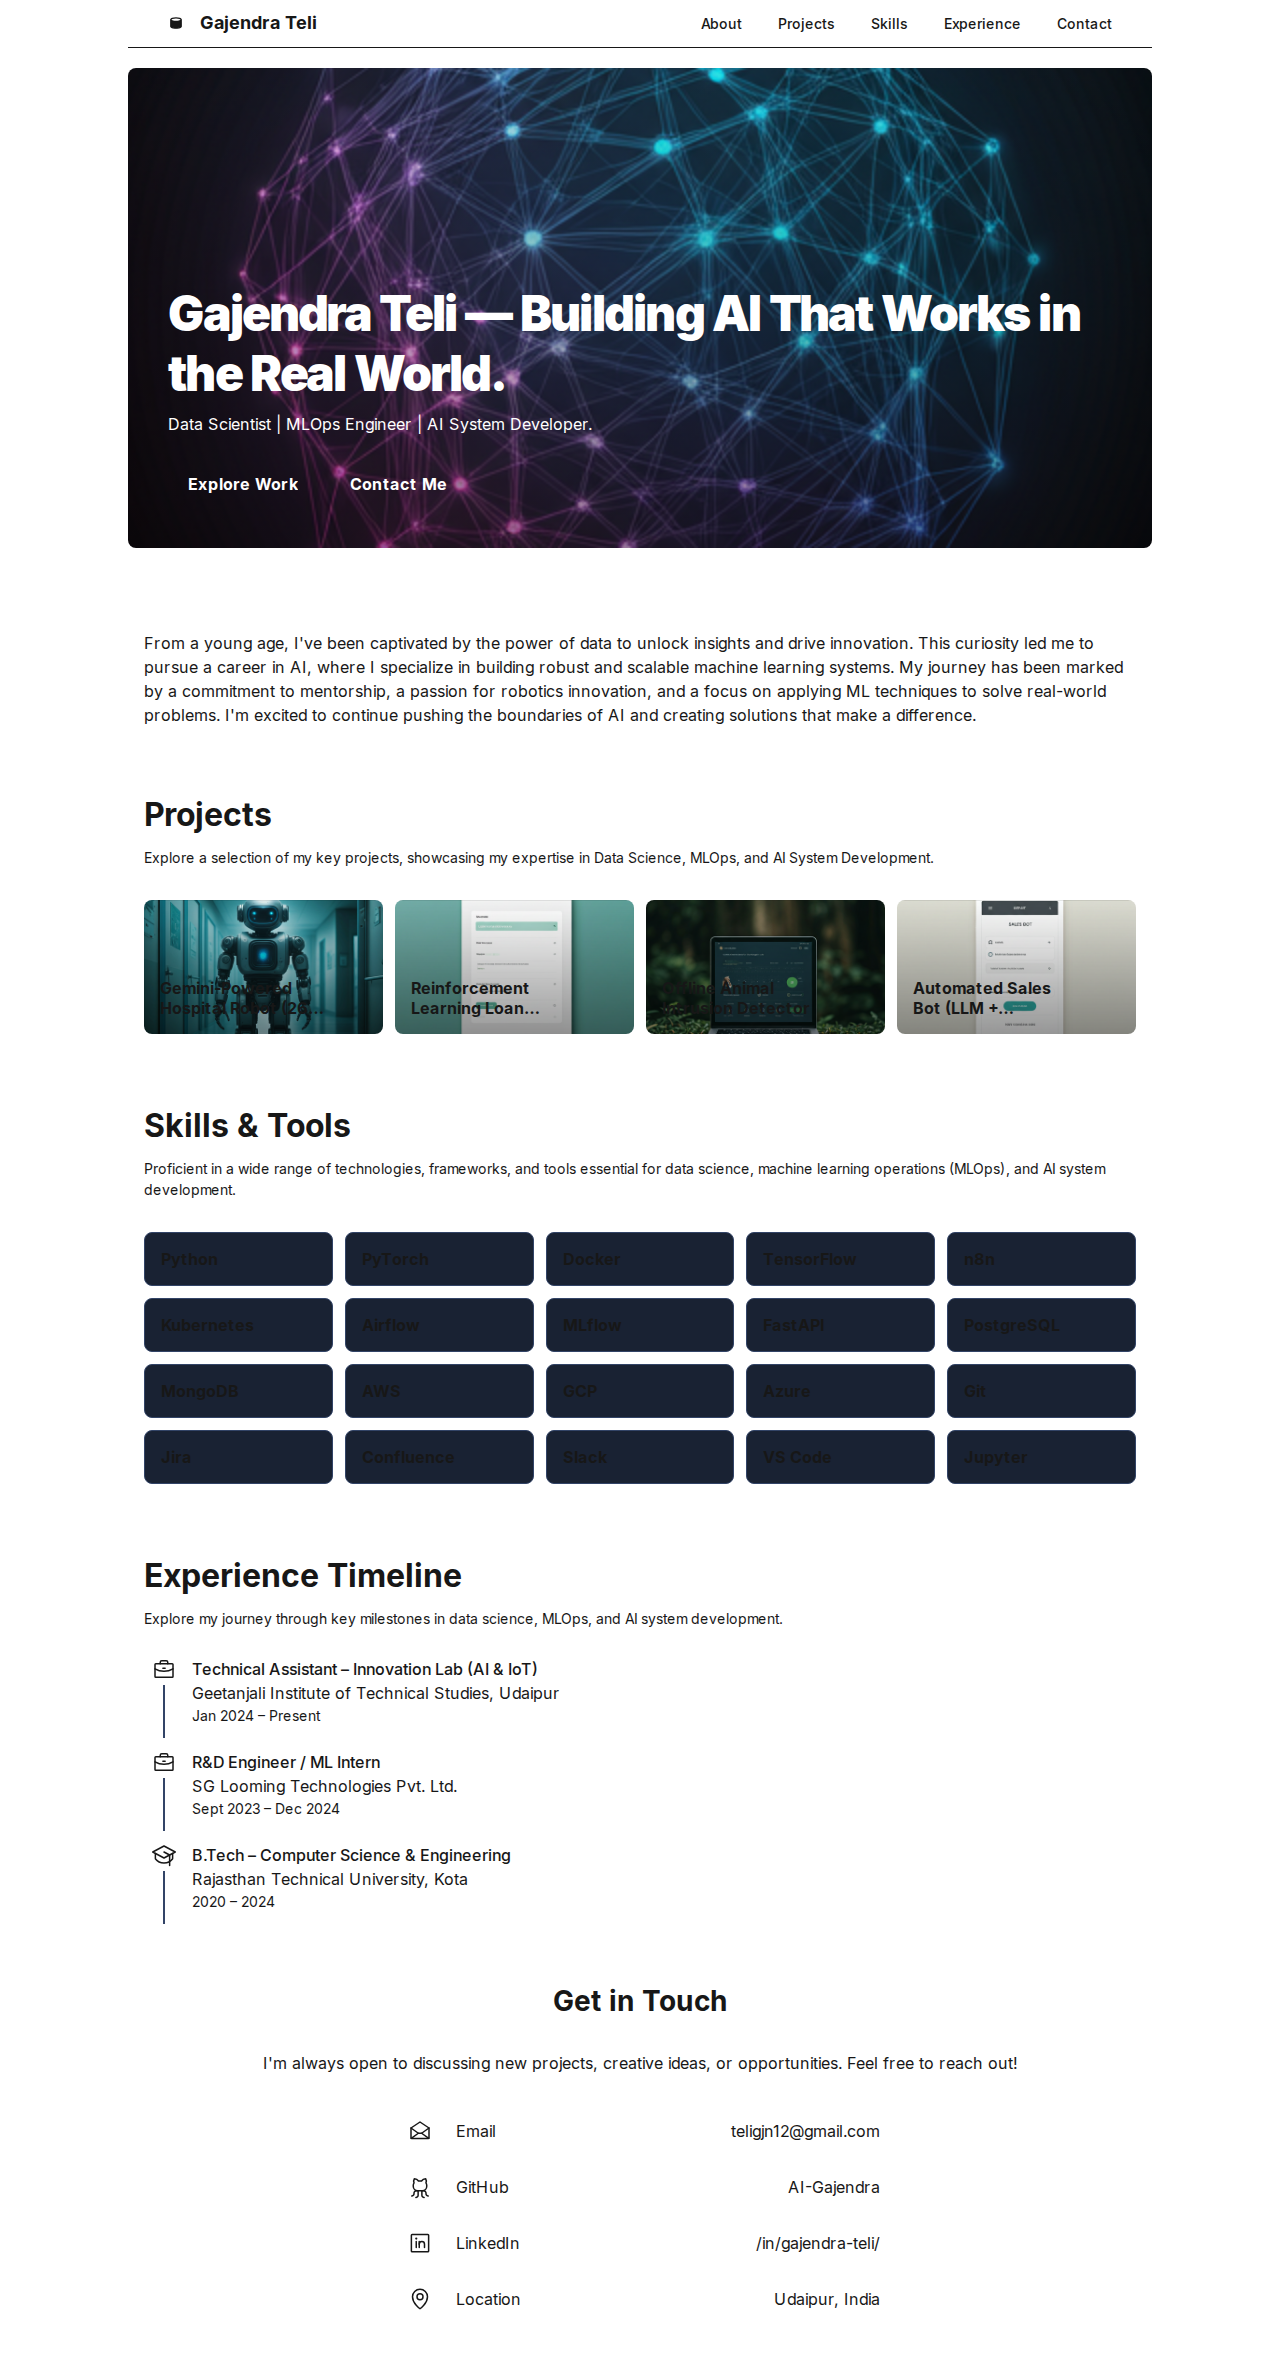 Gajendra Teli
About
Projects
Skills
Experience
Contact
Gajendra Teli — Building AI That Works in
the Real World.
Data Scientist | MLOps Engineer | AI System Developer.
Explore Work
Contact Me
From a young age, I've been captivated by the power of data to unlock insights and drive innovation. This curiosity led me to
pursue a career in AI, where I specialize in building robust and scalable machine learning systems. My journey has been marked
by a commitment to mentorship, a passion for robotics innovation, and a focus on applying ML techniques to solve real-world
problems. I'm excited to continue pushing the boundaries of AI and creating solutions that make a difference.
Projects
Explore a selection of my key projects, showcasing my expertise in Data Science, MLOps, and AI System Development.
Gemini-Powered
Hospital Robot (26...
Reinforcement
Learning Loan...
Offline Animal
Intrusion Detector
SALES BOT
Automated Sales
Bot (LLM +...
Skills & Tools
Proficient in a wide range of technologies, frameworks, and tools essential for data science, machine learning operations (MLOps), and AI system
development.
Python
PyTorch
Docker
TensorFlow
n8n
Kubernetes
Airflow
MLflow
FastAPI
PostgreSQL
MongoDB
AWS
GCP
Azure
Git
Jira
Confluence
Slack
VS Code
Jupyter
Experience Timeline
Explore my journey through key milestones in data science, MLOps, and AI system development.
Technical Assistant – Innovation Lab (AI & IoT)
Geetanjali Institute of Technical Studies, Udaipur
Jan 2024 – Present
R&D Engineer / ML Intern
SG Looming Technologies Pvt. Ltd.
Sept 2023 – Dec 2024
B.Tech – Computer Science & Engineering
Rajasthan Technical University, Kota
2020 – 2024
Get in Touch
I'm always open to discussing new projects, creative ideas, or opportunities. Feel free to reach out!
Email
teligjn12@gmail.com
GitHub
AI-Gajendra
LinkedIn
/in/gajendra-teli/
Location
Udaipur, India